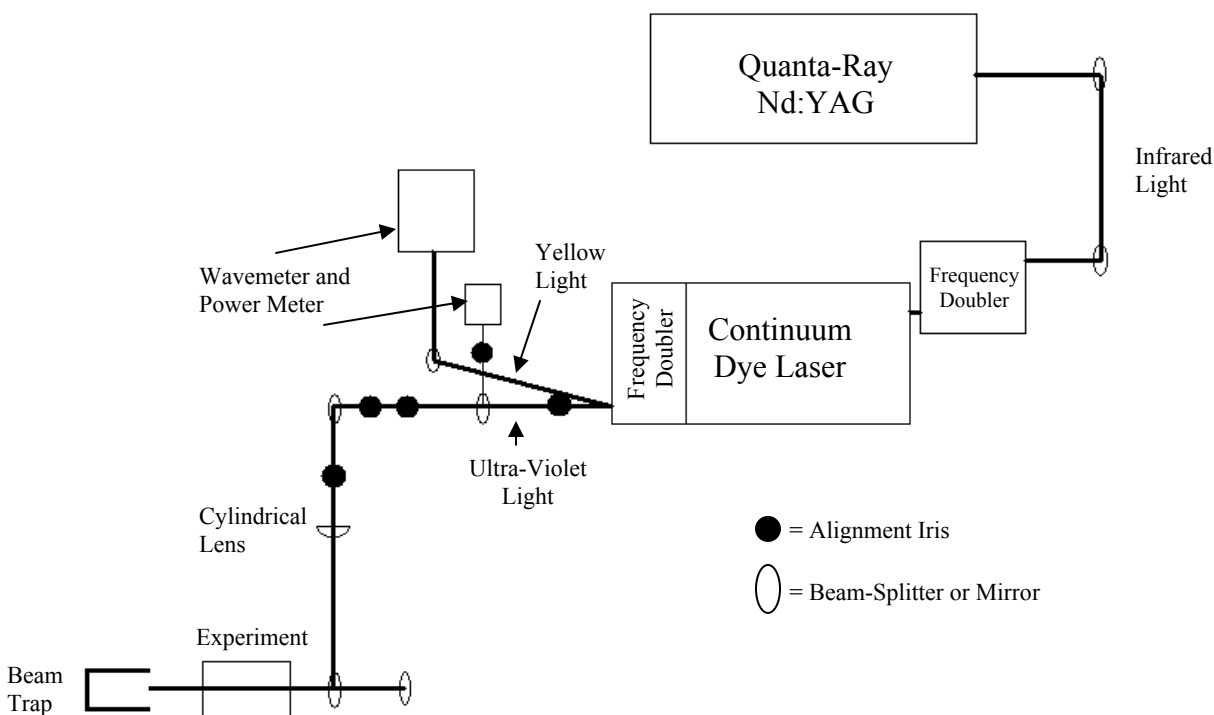 Quanta-Ray
Nd:YAG
Infrared
Light
Yellow
Light
Wavemeter and
Power Meter
Frequency
Doubler
Frequency
Doubler
Continuum
Dye Laser
Ultra-Violet
Light
Cylindrical
Lens
= Alignment Iris
= Beam-Splitter or Mirror
Experiment
Beam
Trap